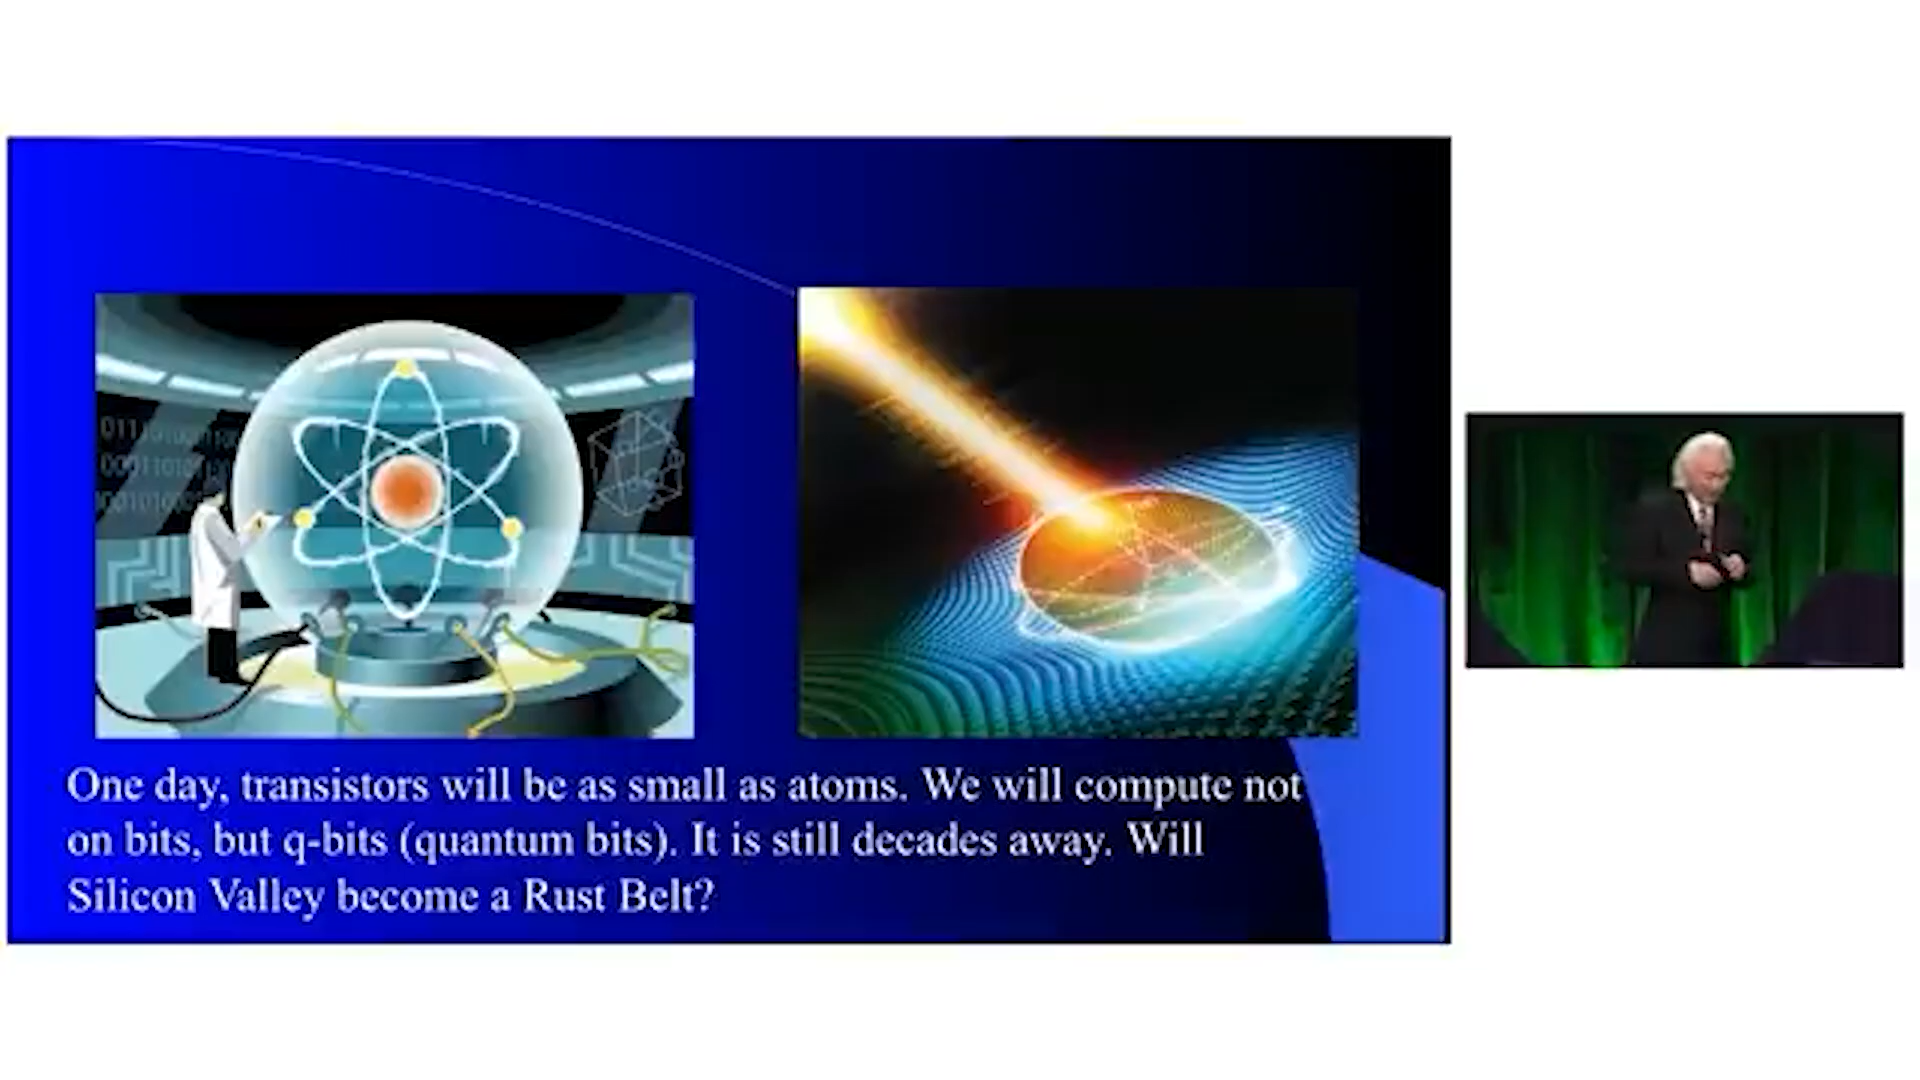 One day, transistors will be as small as atoms. We will compute not
on bits, but q-bits (quantum bits). It is still decades away. Will
Silicon Valley become a Rust Belt?